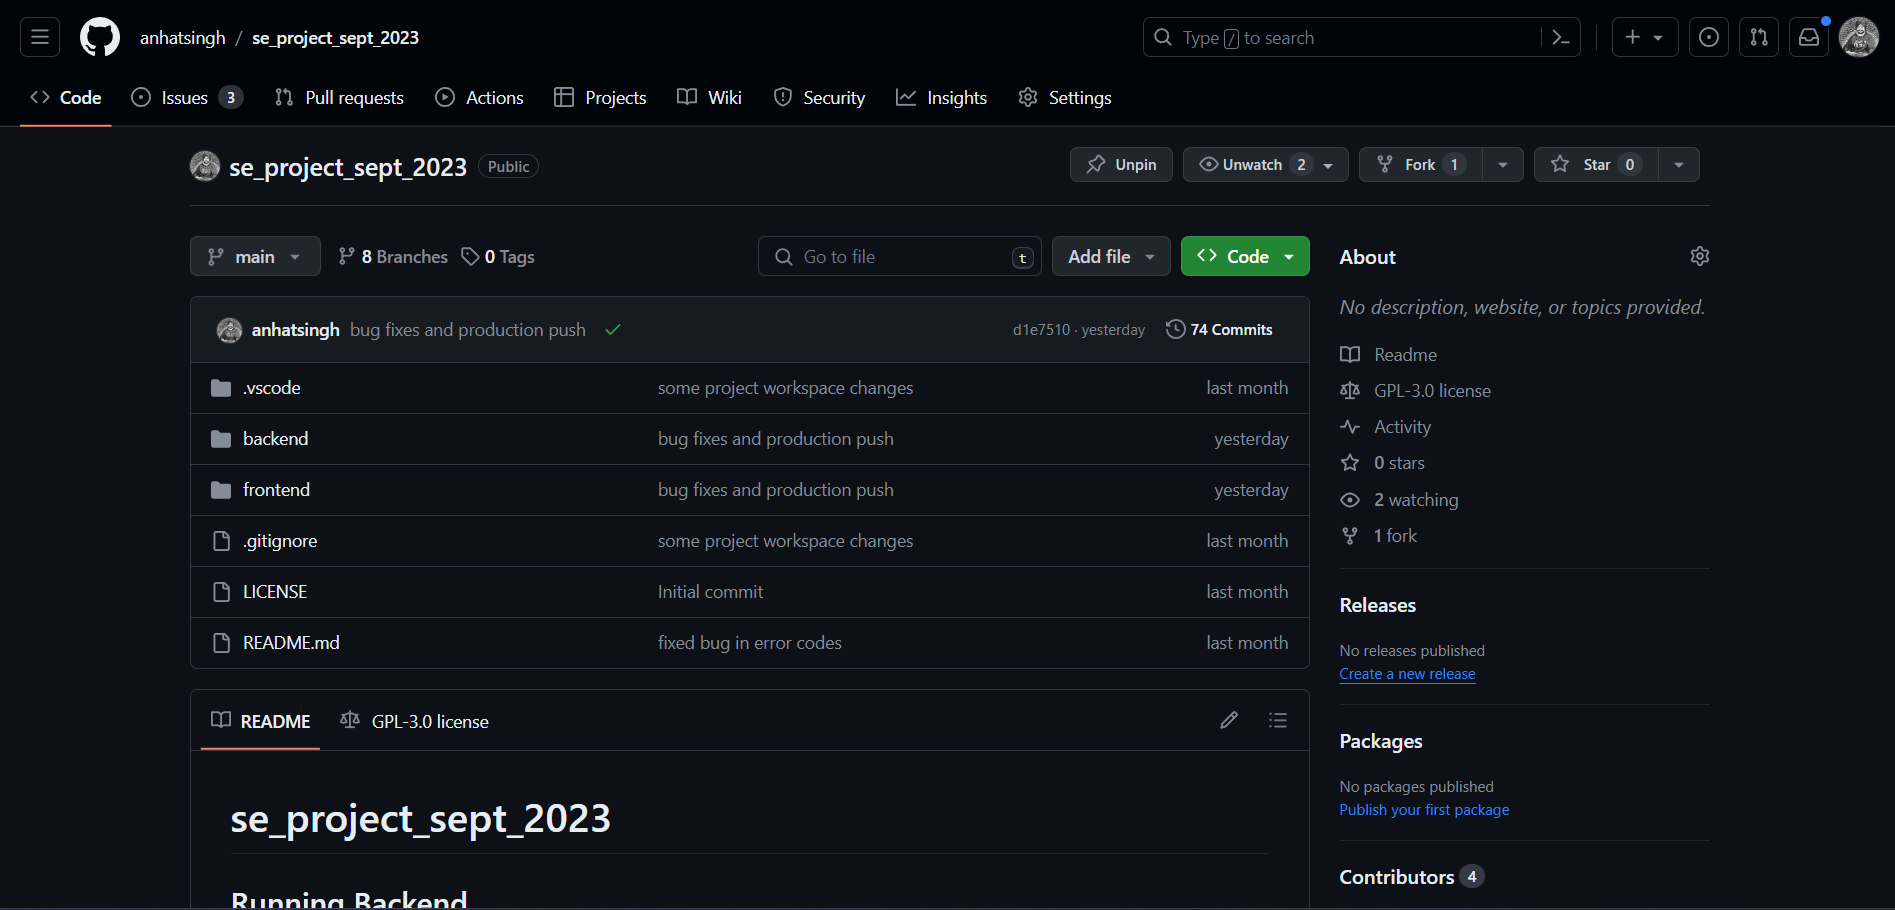 anhatsingh / se_project_sept_2023
Type / to search
Code Issues 3 Pull requests Actions Projects Wiki Security Insights Settings
se_project_sept_2023 Public
Unpin Unwatch 2 Fork 1 Star 0
main 8 Branches 0 Tags
Go to file t Add file Code
anhatsingh bug fixes and production push d1e7510 · yesterday 74 Commits
.vscode some project workspace changes last month
backend bug fixes and production push yesterday
frontend bug fixes and production push yesterday
.gitignore some project workspace changes last month
LICENSE Initial commit last month
README.md fixed bug in error codes last month
README GPL-3.0 license
se_project_sept_2023
Running Backend
About
No description, website, or topics provided.
Readme
GPL-3.0 license
Activity
0 stars
2 watching
1 fork
Releases
No releases published
Create a new release
Packages
No packages published
Publish your first package
Contributors 4